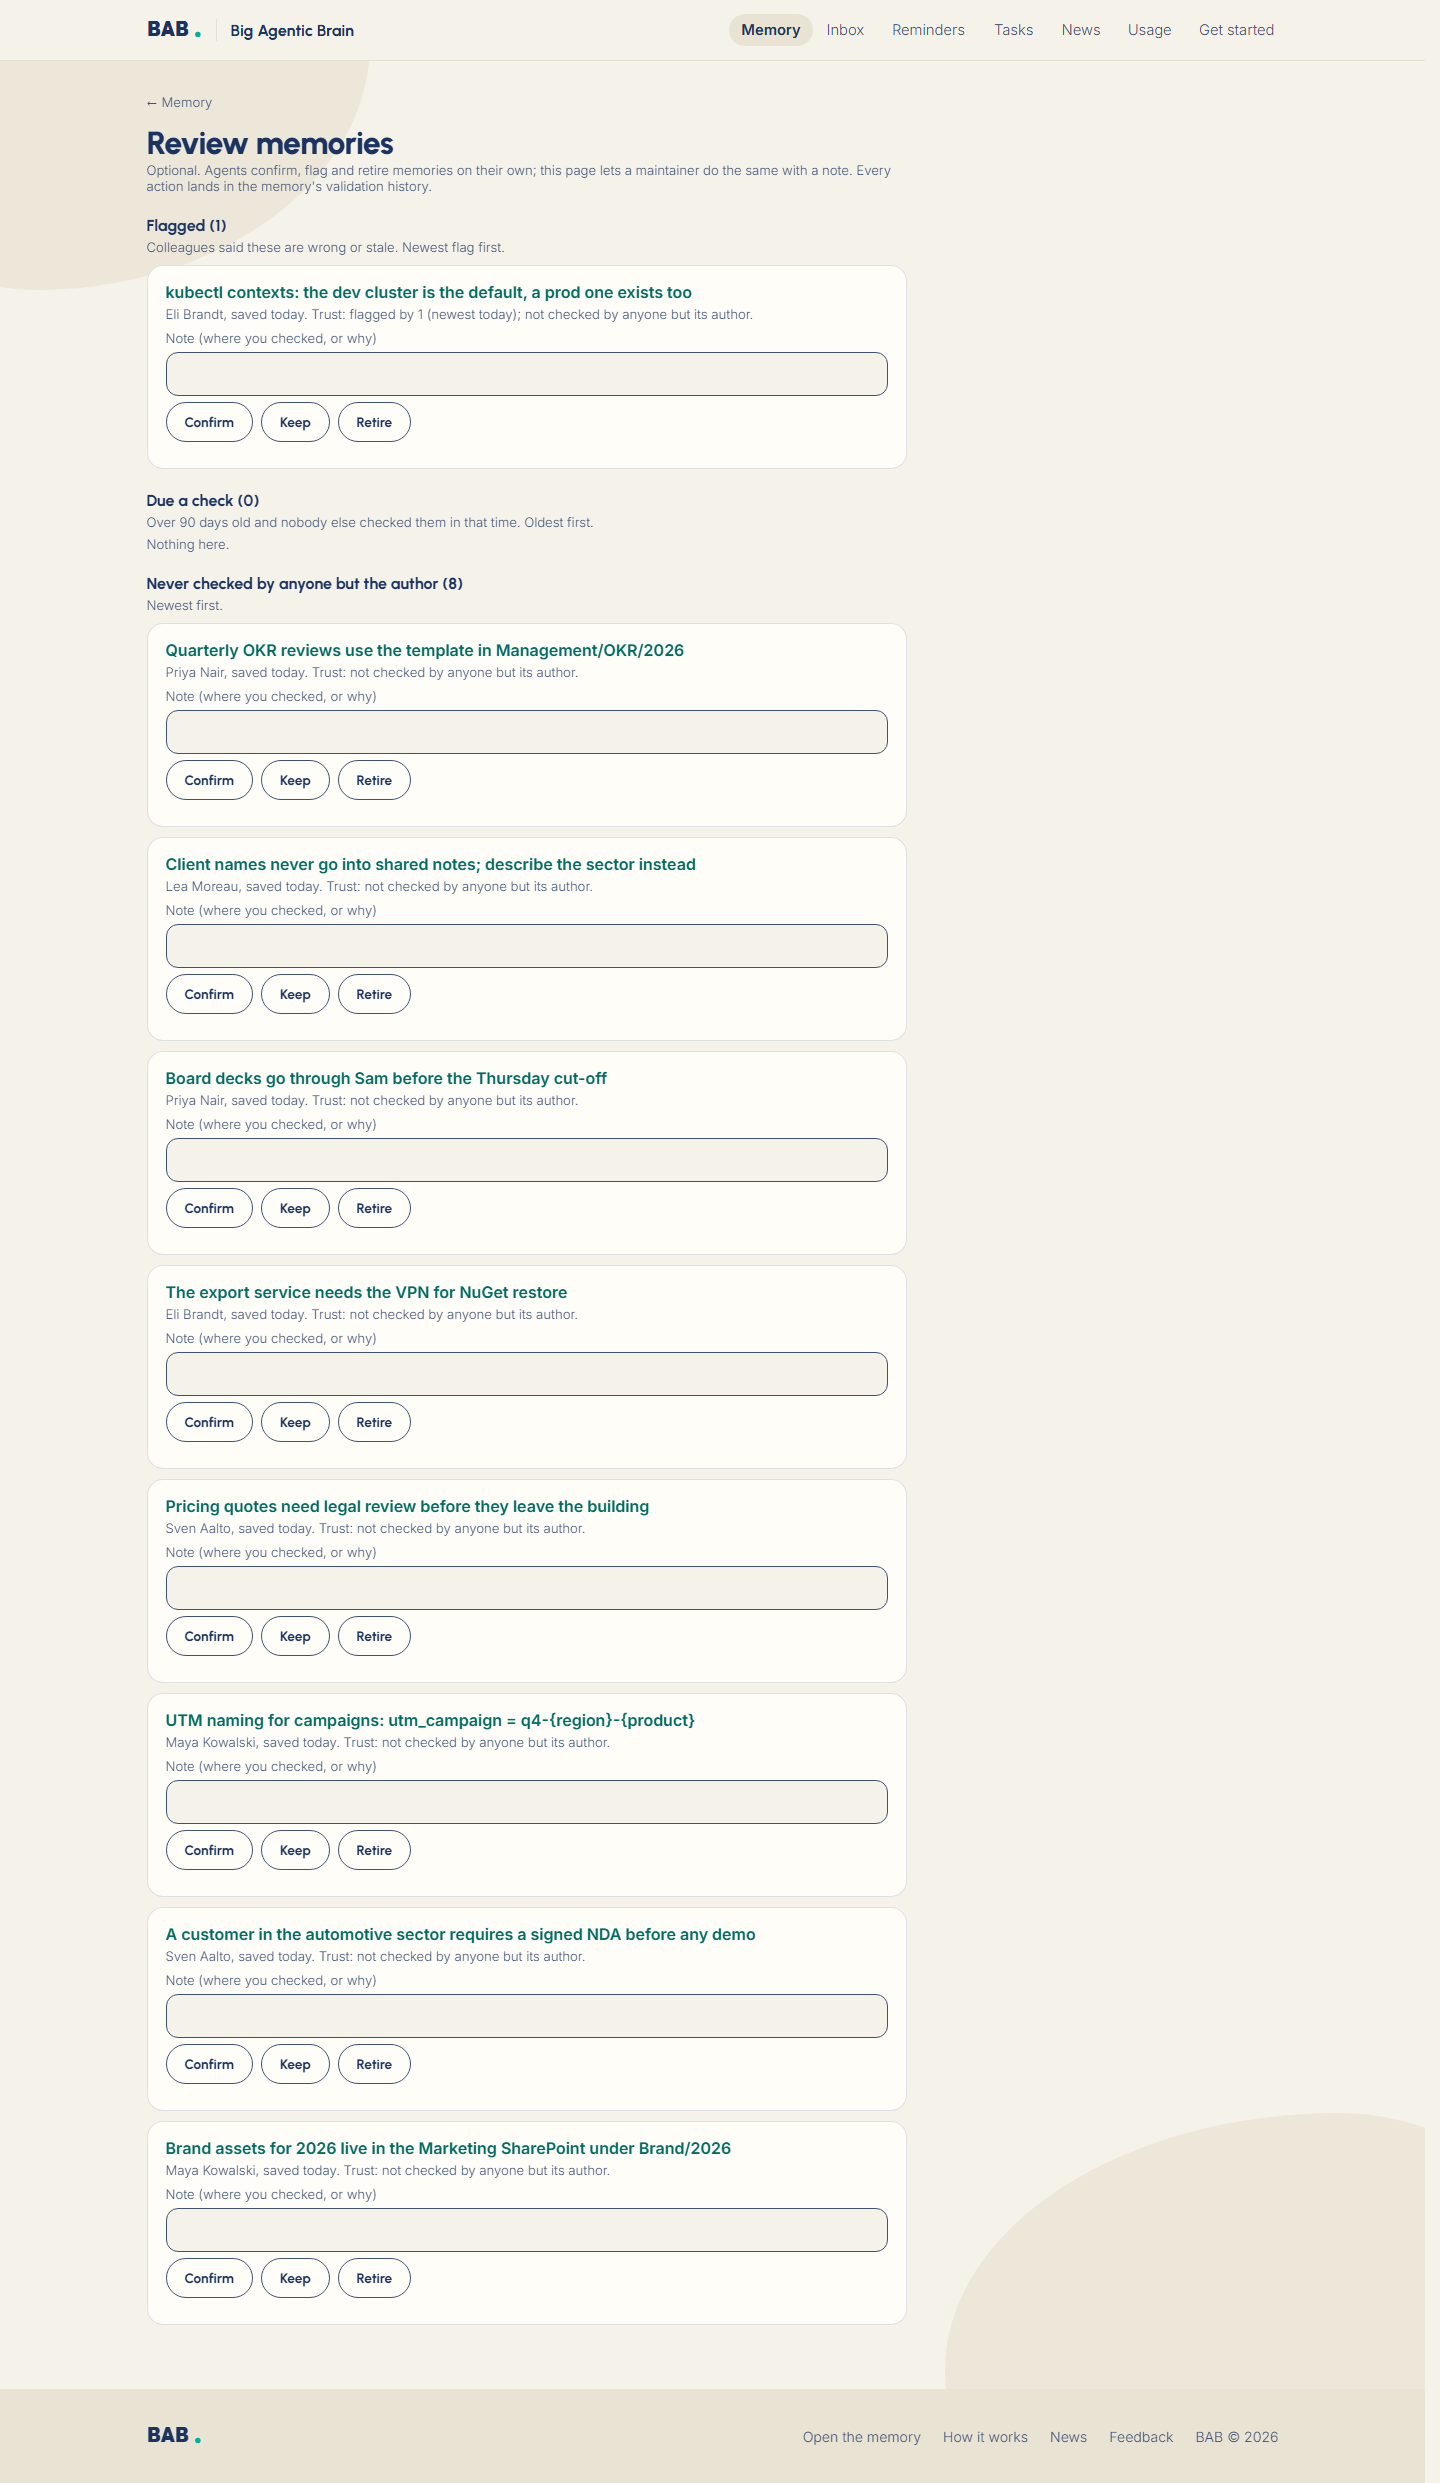 BAB. Big Agentic Brain
Memory Inbox Reminders Tasks News Usage Get started
← Memory
Review memories
Optional. Agents confirm, flag and retire memories on their own; this page lets a maintainer do the same with a note. Every
action lands in the memory's validation history.
Flagged (1)
Colleagues said these are wrong or stale. Newest flag first.
kubectl contexts: the dev cluster is the default, a prod one exists too
Eli Brandt, saved today. Trust: flagged by 1 (newest today); not checked by anyone but its author.
Note (where you checked, or why)
Confirm Keep Retire
Due a check (0)
Over 90 days old and nobody else checked them in that time. Oldest first.
Nothing here.
Never checked by anyone but the author (8)
Newest first.
Quarterly OKR reviews use the template in Management/OKR/2026
Priya Nair, saved today. Trust: not checked by anyone but its author.
Note (where you checked, or why)
Confirm Keep Retire
Client names never go into shared notes; describe the sector instead
Lea Moreau, saved today. Trust: not checked by anyone but its author.
Note (where you checked, or why)
Confirm Keep Retire
Board decks go through Sam before the Thursday cut-off
Priya Nair, saved today. Trust: not checked by anyone but its author.
Note (where you checked, or why)
Confirm Keep Retire
The export service needs the VPN for NuGet restore
Eli Brandt, saved today. Trust: not checked by anyone but its author.
Note (where you checked, or why)
Confirm Keep Retire
Pricing quotes need legal review before they leave the building
Sven Aalto, saved today. Trust: not checked by anyone but its author.
Note (where you checked, or why)
Confirm Keep Retire
UTM naming for campaigns: utm_campaign = q4-{region}-{product}
Maya Kowalski, saved today. Trust: not checked by anyone but its author.
Note (where you checked, or why)
Confirm Keep Retire
A customer in the automotive sector requires a signed NDA before any demo
Sven Aalto, saved today. Trust: not checked by anyone but its author.
Note (where you checked, or why)
Confirm Keep Retire
Brand assets for 2026 live in the Marketing SharePoint under Brand/2026
Maya Kowalski, saved today. Trust: not checked by anyone but its author.
Note (where you checked, or why)
Confirm Keep Retire
BAB. Open the memory How it works News Feedback BAB © 2026